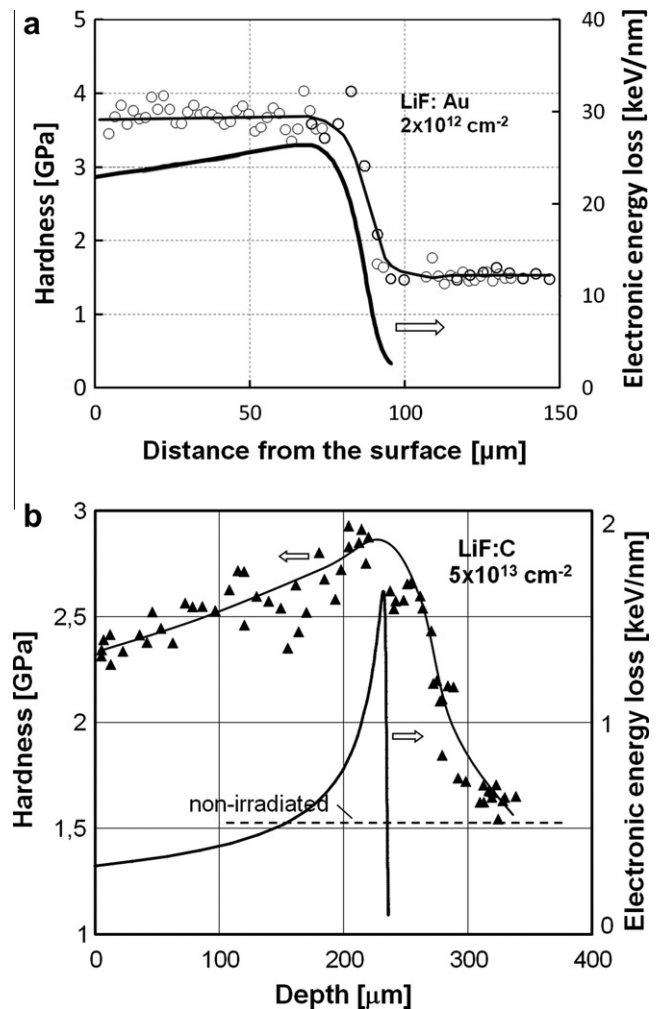 a
5
4
3
2
1
0
Hardness [GPa]
40
30
20
10
0
Electronic energy loss [keV/nm]
LiF: Au
2x10¹² cm⁻²
0
50
100
150
Distance from the surface [µm]
b
3
2,5
2
1,5
1
Hardness [GPa]
2
1
0
Electronic energy loss [keV/nm]
LiF:C
5x10¹³ cm⁻²
non-irradiated
0
100
200
300
400
Depth [µm]